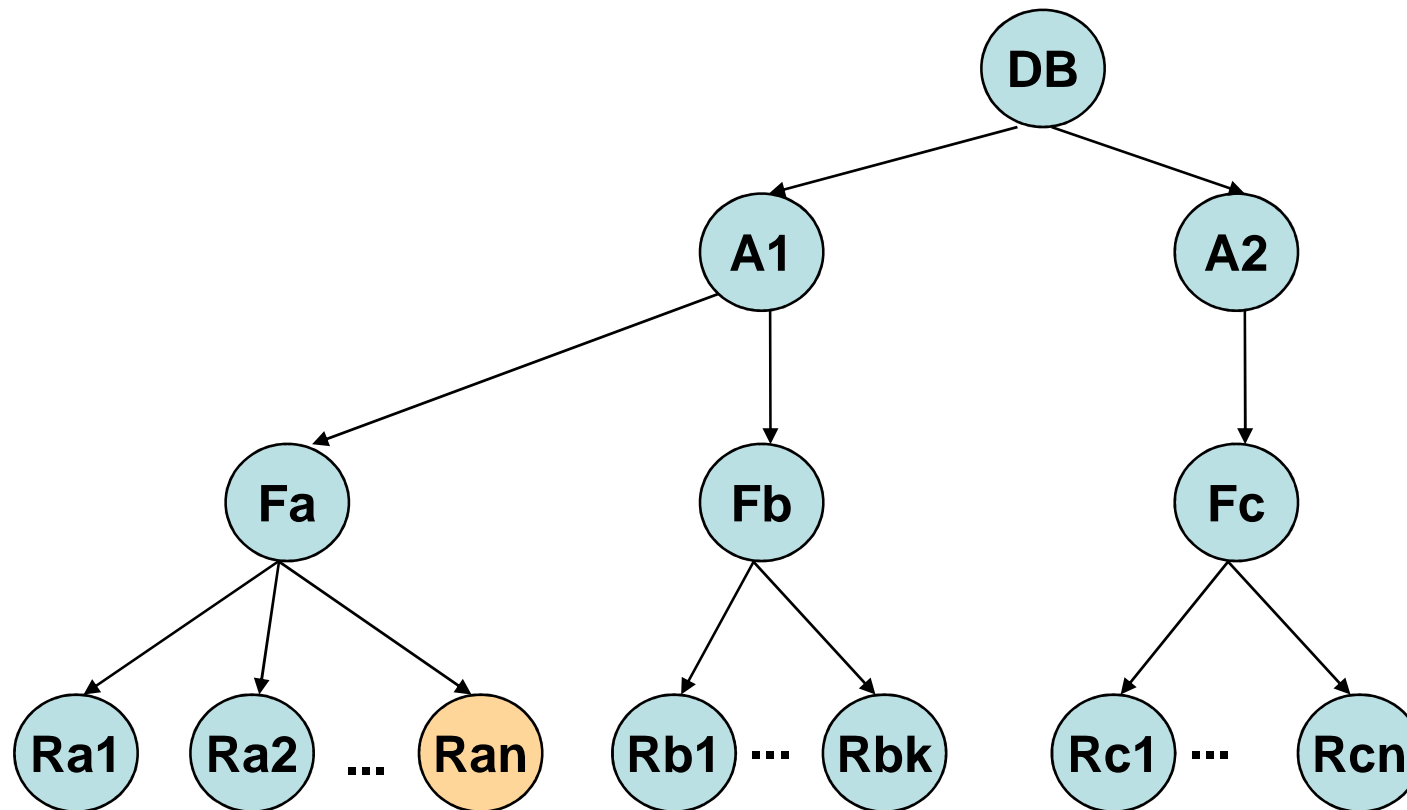 DB
A1 A2
Fa Fb Fc
Ra1 Ra2 ... Ran Rb1 ... Rbk Rc1 ... Rcn